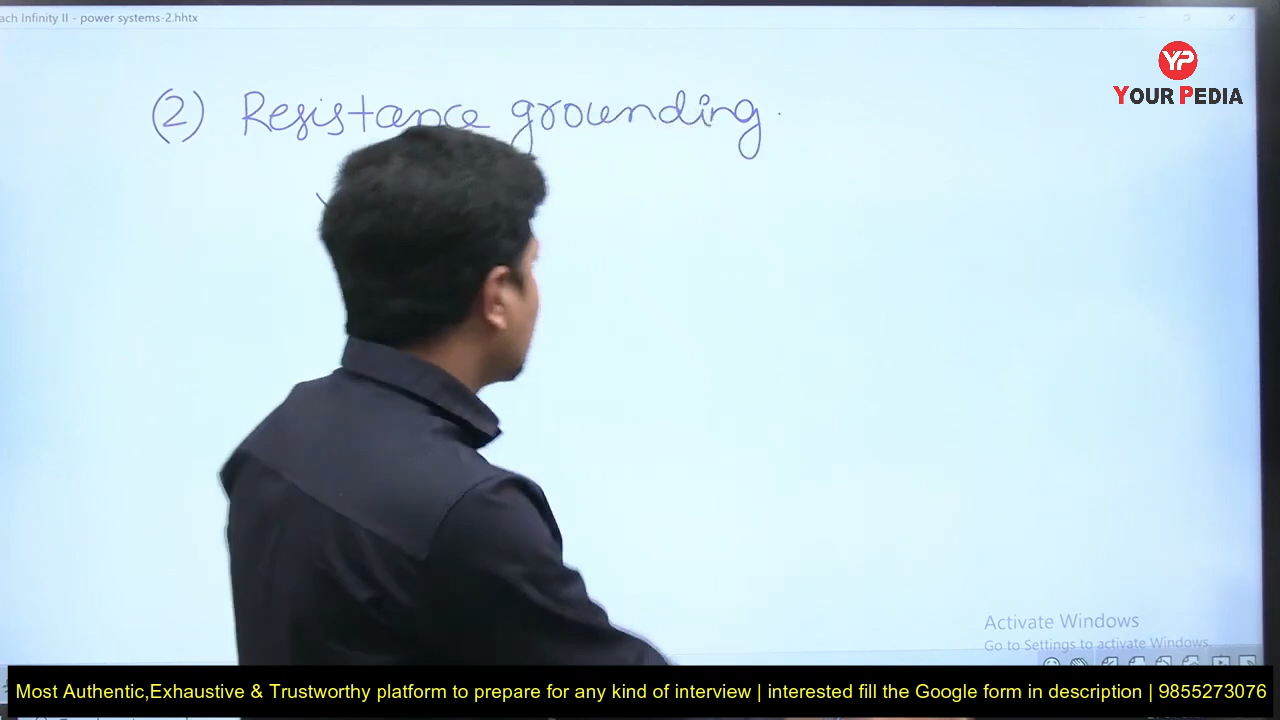 ach Infinity II - power systems-2.hhtx
YP
YOUR PEDIA
(2) Resistance grounding.
Activate Windows
Go to Settings to activate Windows.
Most Authentic,Exhaustive & Trustworthy platform to prepare for any kind of interview | interested fill the Google form in description | 9855273076